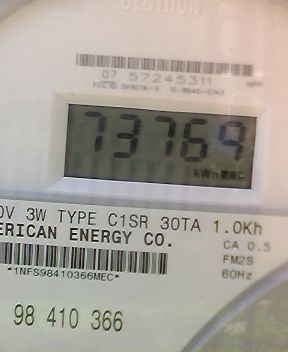 CENTRON
07 57245311
73769
kWh
0V 3W TYPE C1SR 30TA 1.0Kh
ERICAN ENERGY CO.
CA 0.5
FM2S
*1NFS98410366MEC*
60Hz
98 410 366